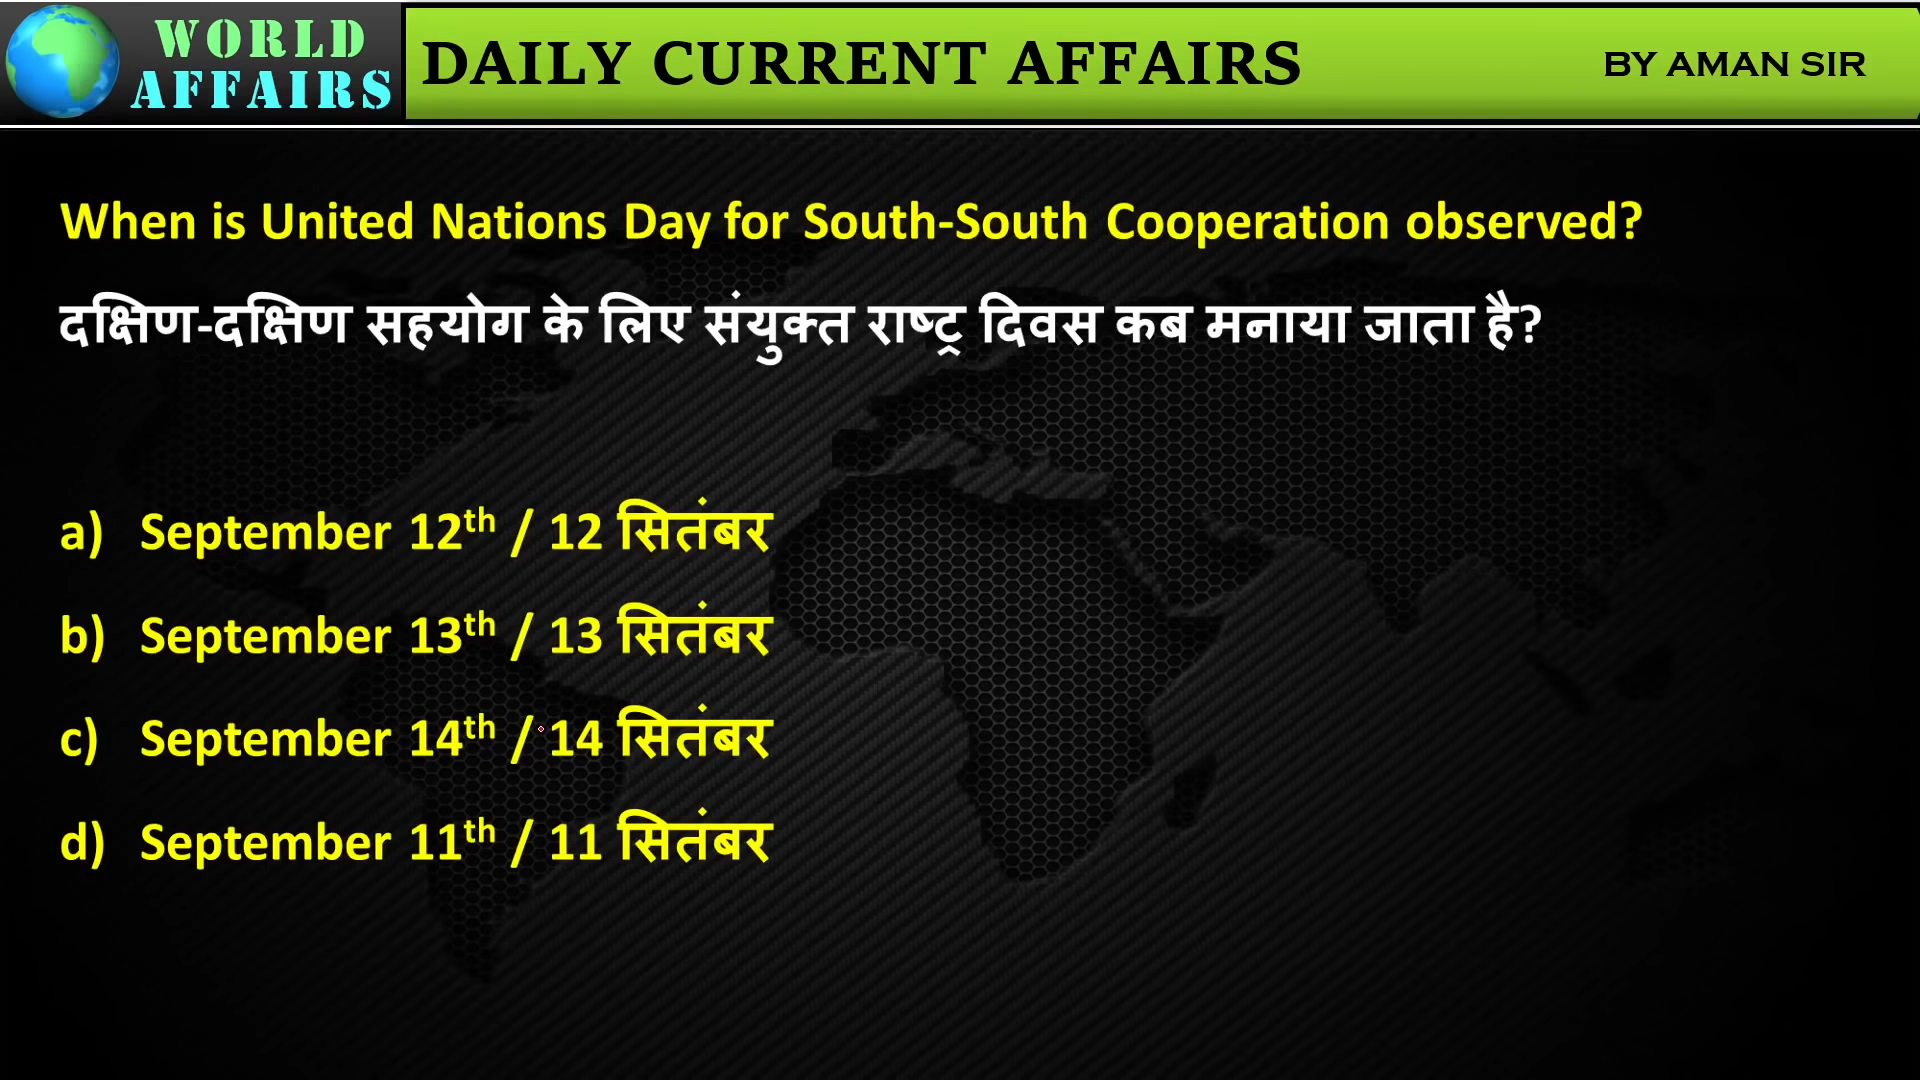 WORLD
AFFAIRS
DAILY CURRENT AFFAIRS
BY AMAN SIR
When is United Nations Day for South-South Cooperation observed?
दक्षिण-दक्षिण सहयोग के लिए संयुक्त राष्ट्र दिवस कब मनाया जाता है?
a) September 12th / 12 सितंबर
b) September 13th / 13 सितंबर
c) September 14th / 14 सितंबर
d) September 11th / 11 सितंबर